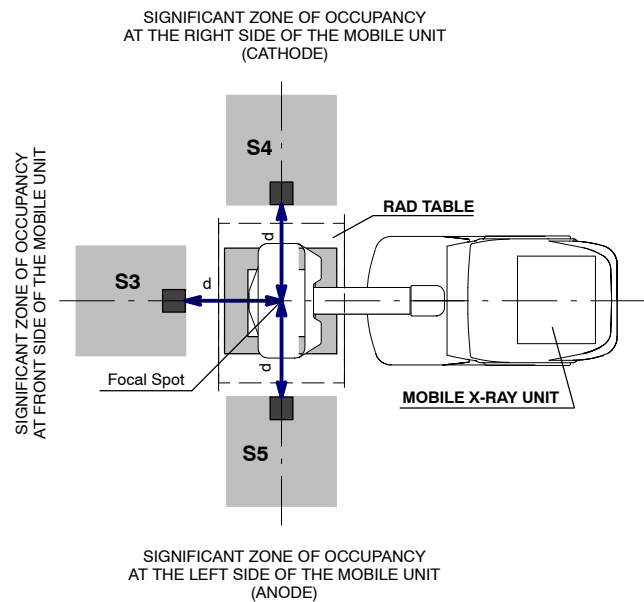 SIGNIFICANT ZONE OF OCCUPANCY
AT THE RIGHT SIDE OF THE MOBILE UNIT
(CATHODE)
S4
RAD TABLE
d
SIGNIFICANT ZONE OF OCCUPANCY
AT FRONT SIDE OF THE MOBILE UNIT
S3
d
d
Focal Spot
MOBILE X-RAY UNIT
S5
SIGNIFICANT ZONE OF OCCUPANCY
AT THE LEFT SIDE OF THE MOBILE UNIT
(ANODE)